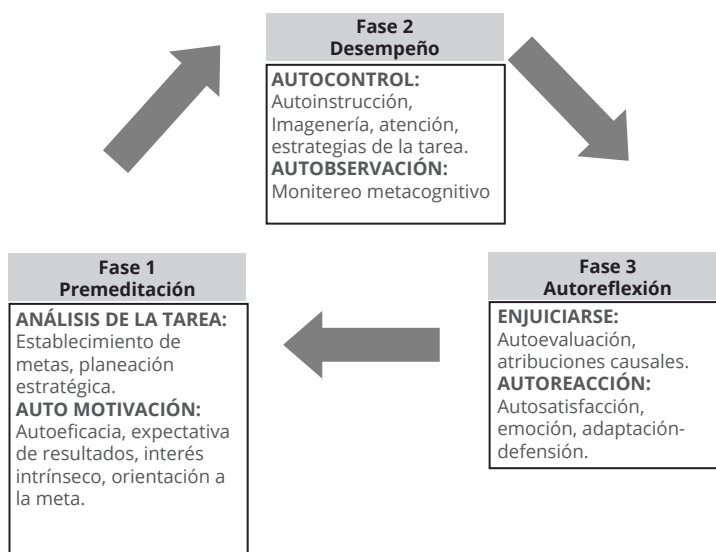 Fase 2
Desempeño
AUTOCONTROL:
Autoinstrucción,
Imagenería, atención,
estrategias de la tarea.
AUTOBSERVACIÓN:
Monitereo metacognitivo
Fase 1
Premeditación
ANÁLISIS DE LA TAREA:
Establecimiento de
metas, planeación
estratégica.
AUTO MOTIVACIÓN:
Autoeficacia, expectativa
de resultados, interés
intrínseco, orientación a
la meta.
Fase 3
Autoreflexión
ENJUICIARSE:
Autoevaluación,
atribuciones causales.
AUTOREACCIÓN:
Autosatisfacción,
emoción, adaptación-
defensión.